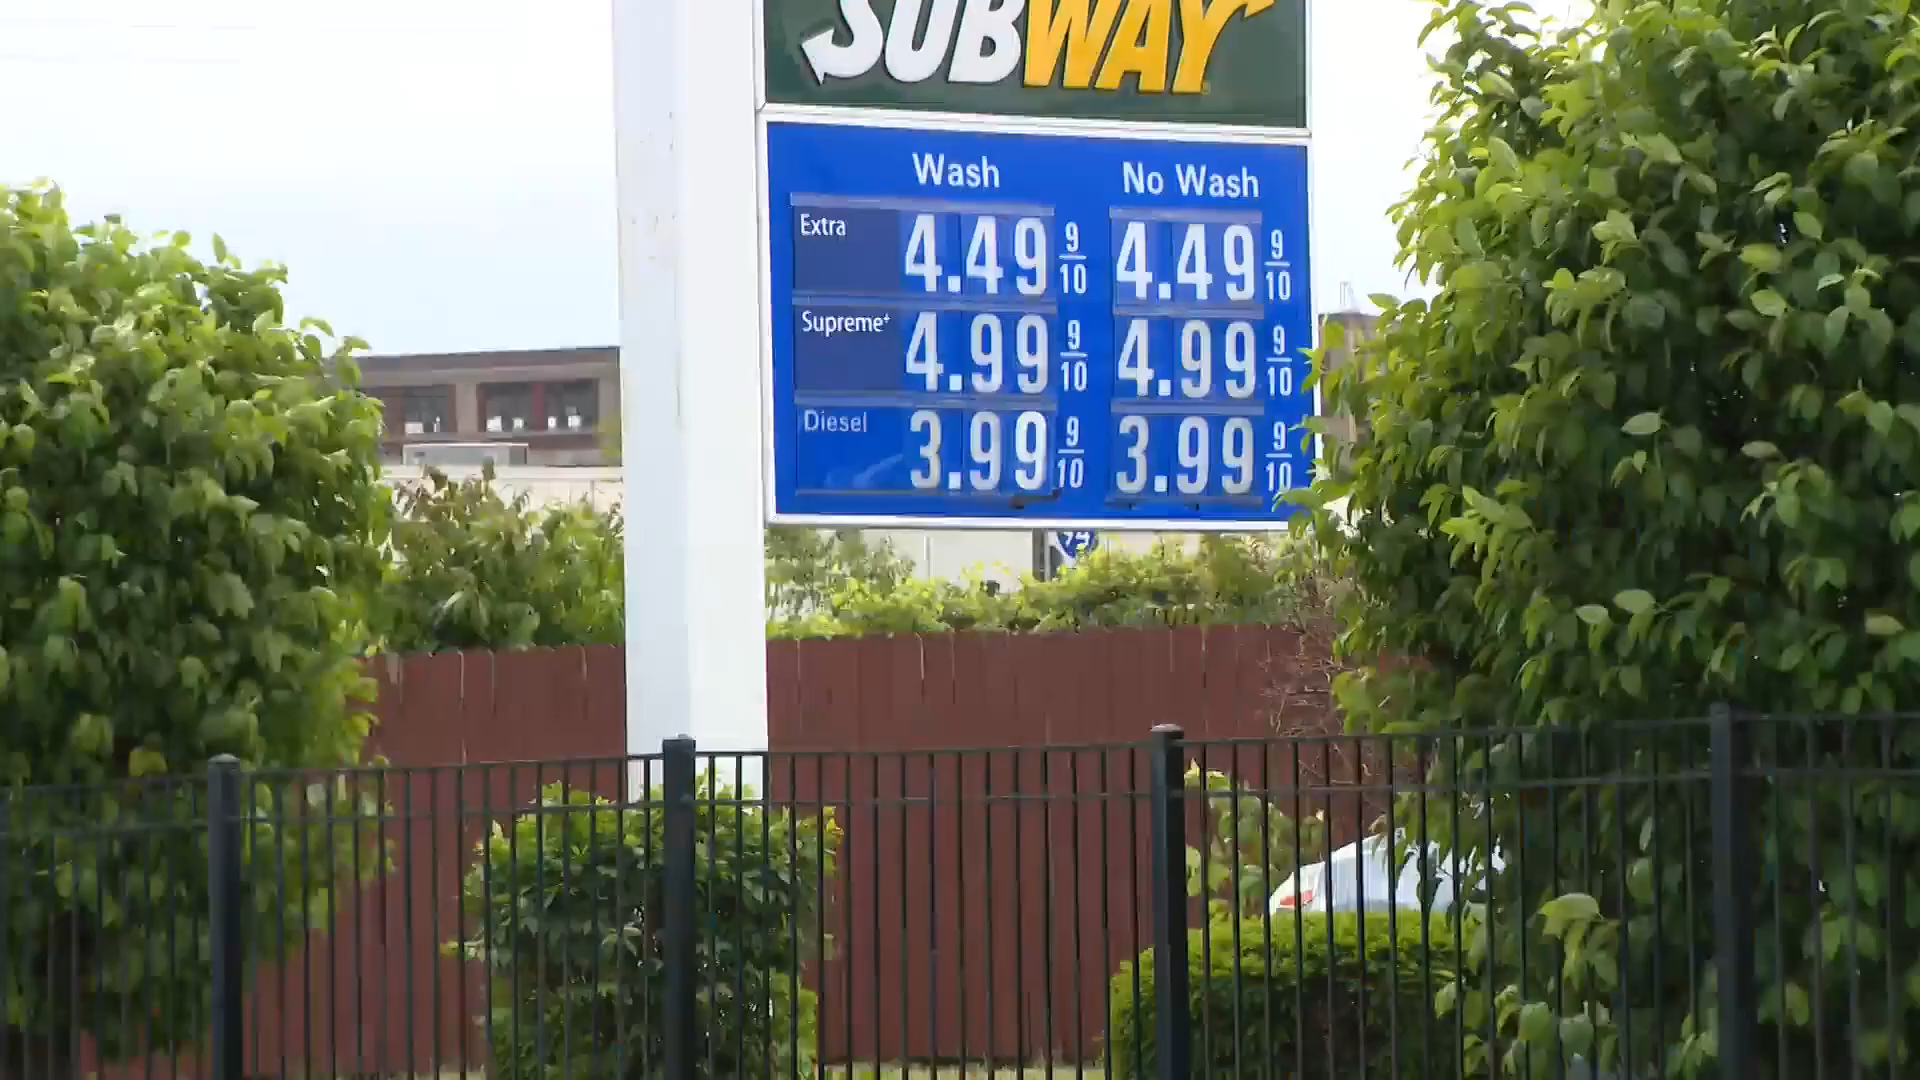 SUBWAY
Wash No Wash
Extra 4.49 9/10 4.49 9/10
Supreme+ 4.99 9/10 4.99 9/10
Diesel 3.99 9/10 3.99 9/10